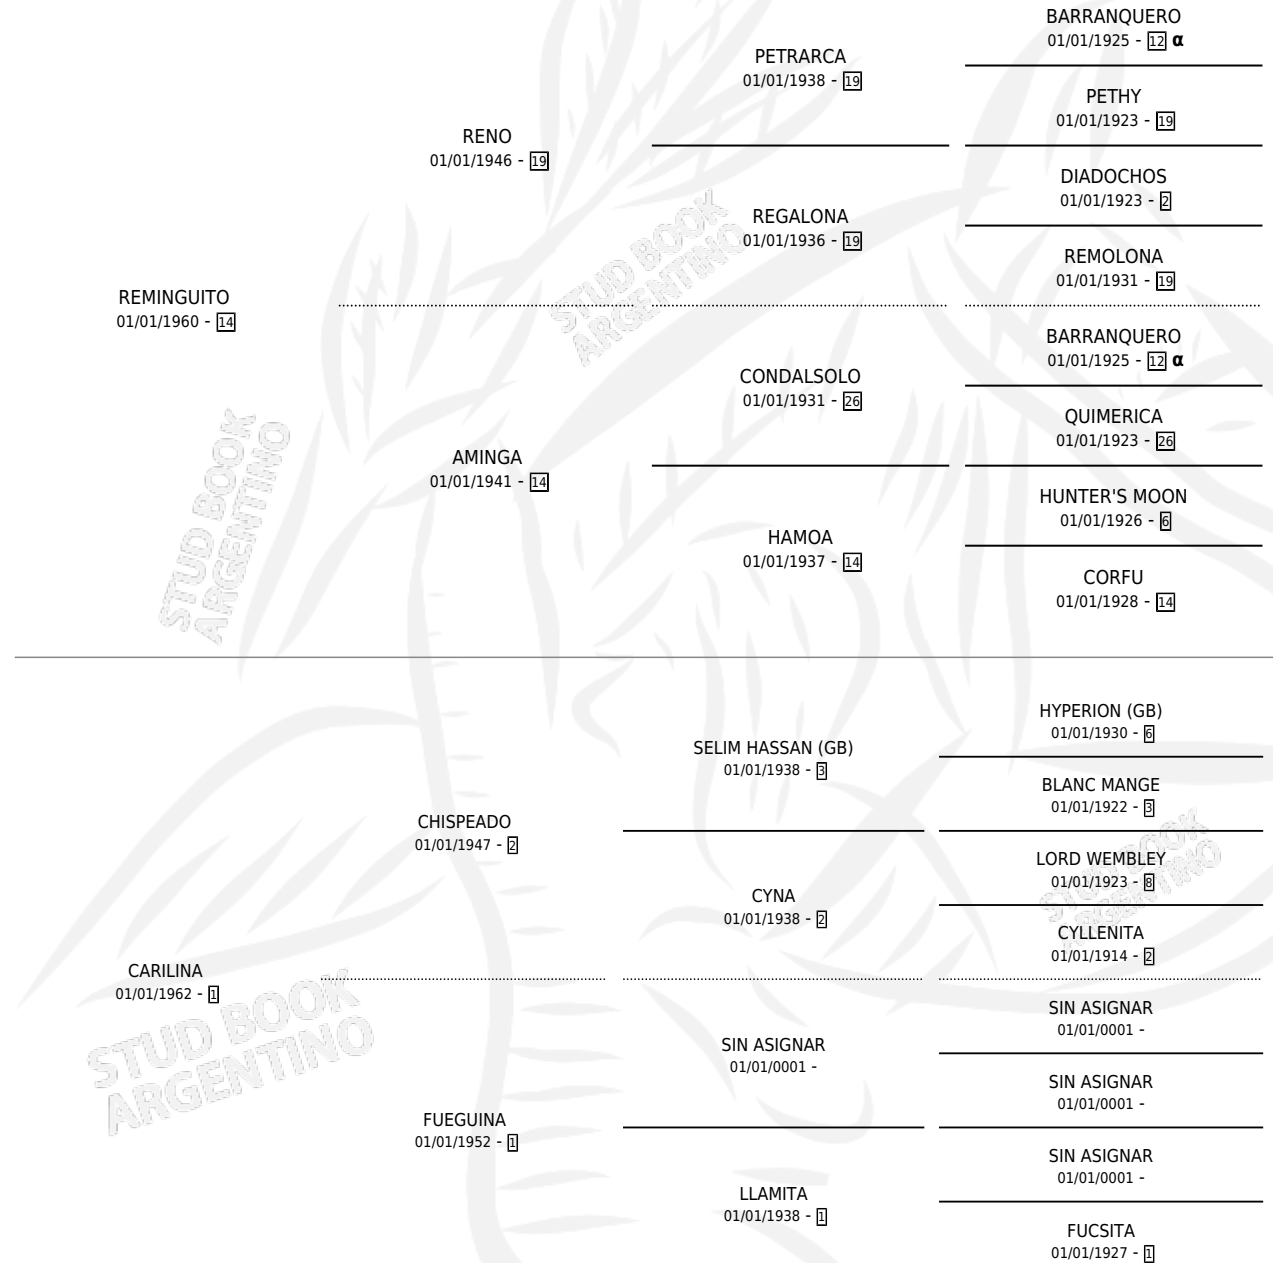 BARRANQUERO
01/01/1925 - 12 α
PETRARCA
01/01/1938 - 19
PETHY
01/01/1923 - 19
RENO
01/01/1946 - 19
DIADOCHOS
01/01/1923 - 2
REGALONA
01/01/1936 - 19
REMOLONA
01/01/1931 - 19
REMINGUITO
01/01/1960 - 14
BARRANQUERO
01/01/1925 - 12 α
CONDALSOLO
01/01/1931 - 26
QUIMERICA
01/01/1923 - 26
AMINGA
01/01/1941 - 14
HUNTER'S MOON
01/01/1926 - 6
HAMOA
01/01/1937 - 14
CORFU
01/01/1928 - 14
HYPERION (GB)
01/01/1930 - 6
SELIM HASSAN (GB)
01/01/1938 - 3
BLANC MANGE
01/01/1922 - 3
CHISPEADO
01/01/1947 - 2
LORD WEMBLEY
01/01/1923 - 8
CYNA
01/01/1938 - 2
CYLLENITA
01/01/1914 - 2
CARILINA
01/01/1962 - 1
SIN ASIGNAR
01/01/0001 -
SIN ASIGNAR
01/01/0001 -
SIN ASIGNAR
01/01/0001 -
FUEGUINA
01/01/1952 - 1
SIN ASIGNAR
01/01/0001 -
LLAMITA
01/01/1938 - 1
FUCSITA
01/01/1927 - 1
STUD BOOK
ARGENTINO
STUD BOOK
ARGENTINO
STUD BOOK
ARGENTINO
STUD BOOK
ARGENTINO